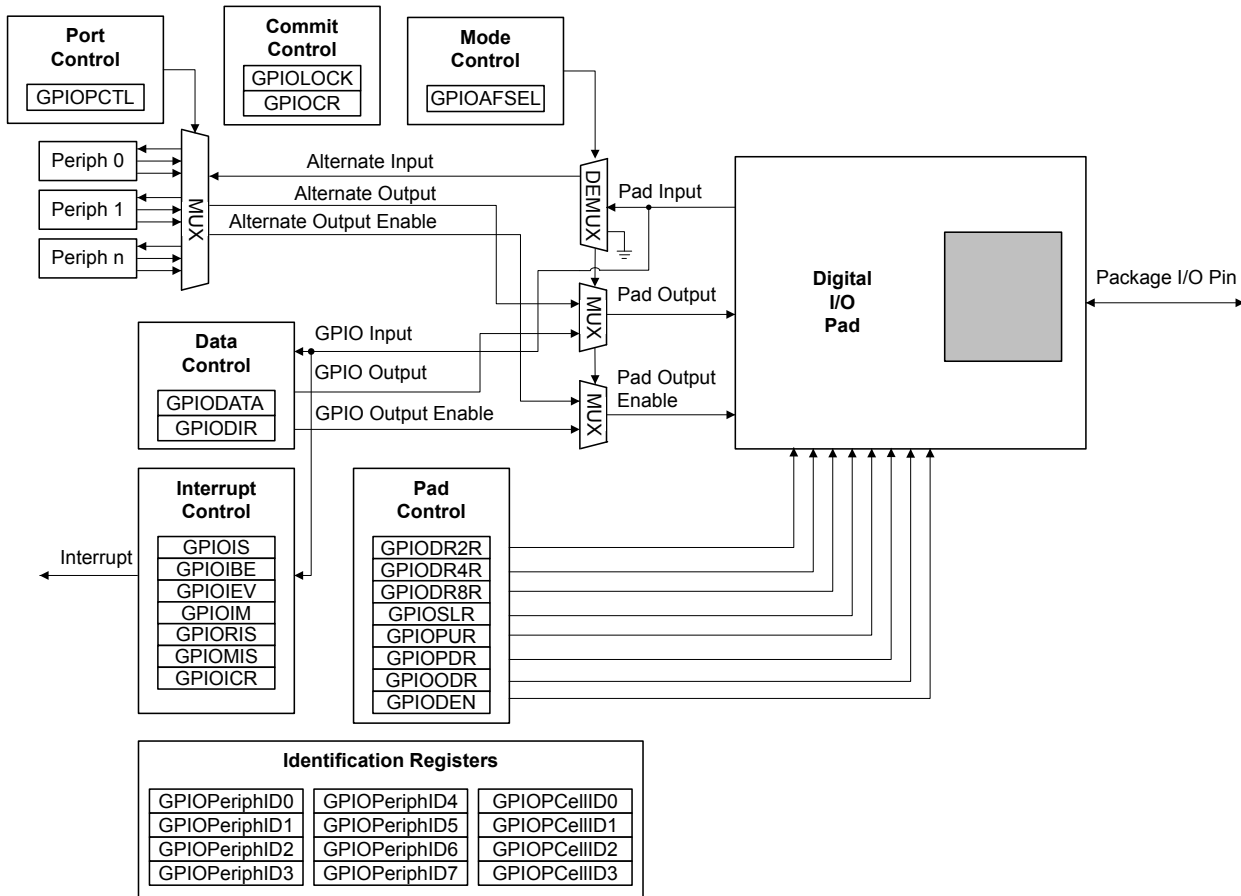 Port
Control
GPIOPCTL
Commit
Control
GPIOLOCK
GPIOCR
Mode
Control
GPIOAFSEL
Periph 0
Periph 1
Periph n
MUX
Alternate Input
Alternate Output
Alternate Output Enable
DEMUX
Pad Input
MUX
Pad Output
MUX
Pad Output
Enable
Digital
I/O
Pad
Package I/O Pin
Data
Control
GPIODATA
GPIODIR
GPIO Input
GPIO Output
GPIO Output Enable
Interrupt
Interrupt
Control
GPIOIS
GPIOIBE
GPIOIEV
GPIOIM
GPIORIS
GPIOMIS
GPIOICR
Pad
Control
GPIODR2R
GPIODR4R
GPIODR8R
GPIOSLR
GPIOPUR
GPIOPDR
GPIOODR
GPIODEN
Identification Registers
GPIOPeriphID0
GPIOPeriphID1
GPIOPeriphID2
GPIOPeriphID3
GPIOPeriphID4
GPIOPeriphID5
GPIOPeriphID6
GPIOPeriphID7
GPIOPCellID0
GPIOPCellID1
GPIOPCellID2
GPIOPCellID3